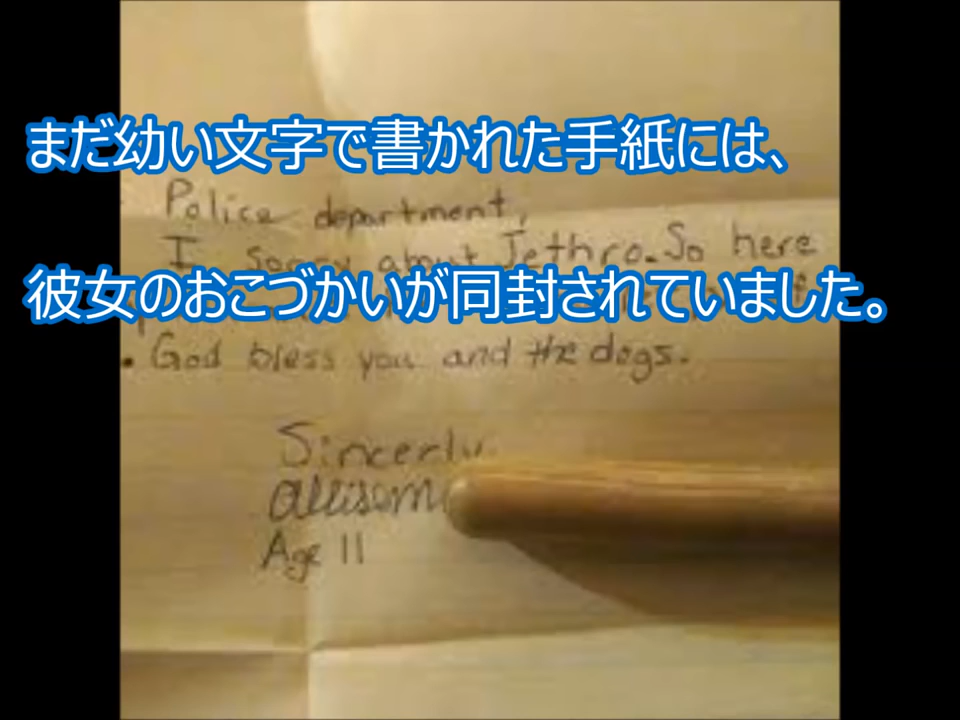 まだ幼い文字で書かれた手紙には、
Police department,
I sorry about Jethro. So here
彼女のおこづかいが同封されていました。
. God bless you and the dogs.
Sincerly
Allison
Age 11